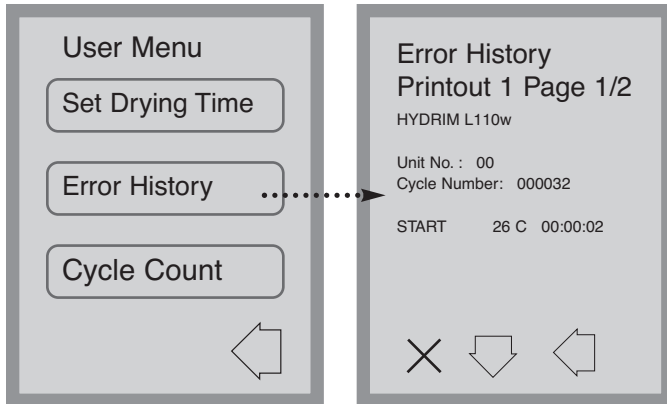 User Menu
Set Drying Time
Error History
Cycle Count
Error History
Printout 1 Page 1/2
HYDRIM L110w
Unit No. : 00
Cycle Number: 000032
START 26 C 00:00:02